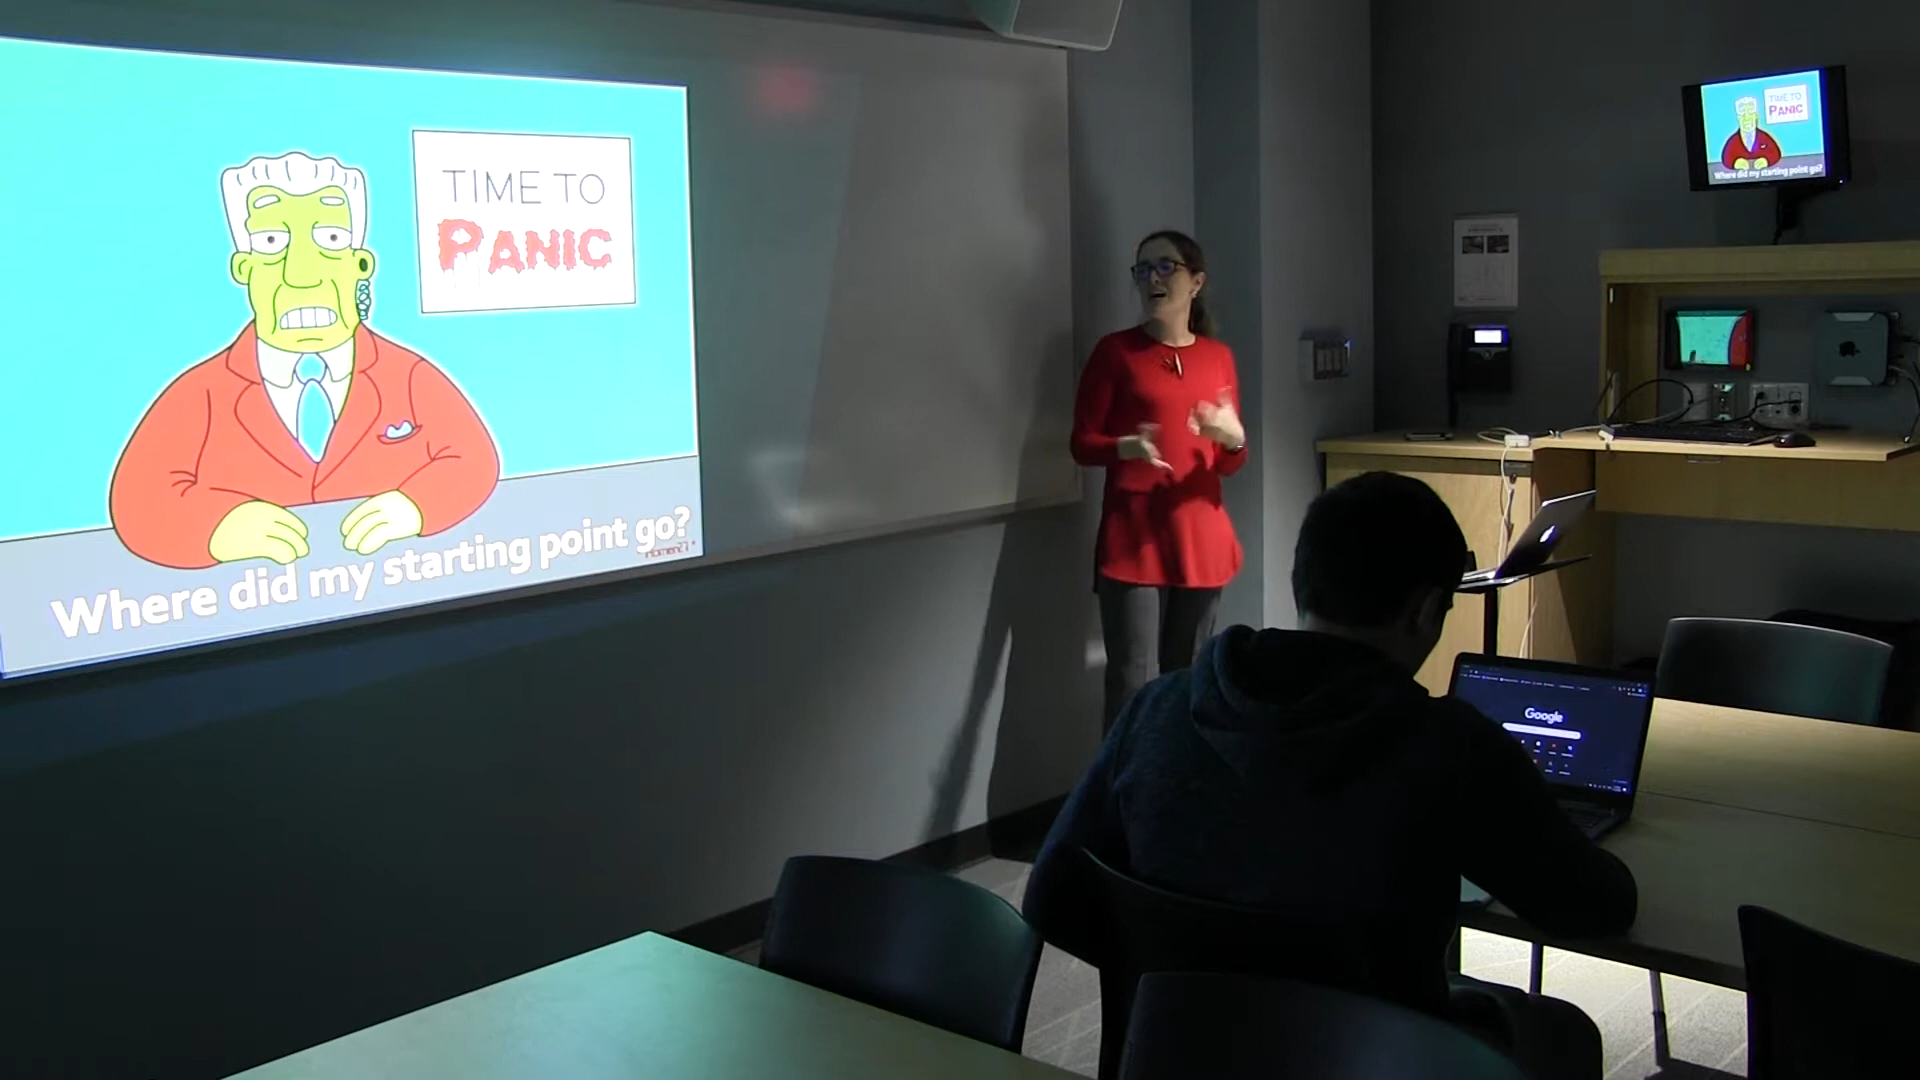 TIME TO
PANIC
Where did my starting point go?
TIME TO
PANIC
Where did my starting point go?
Google